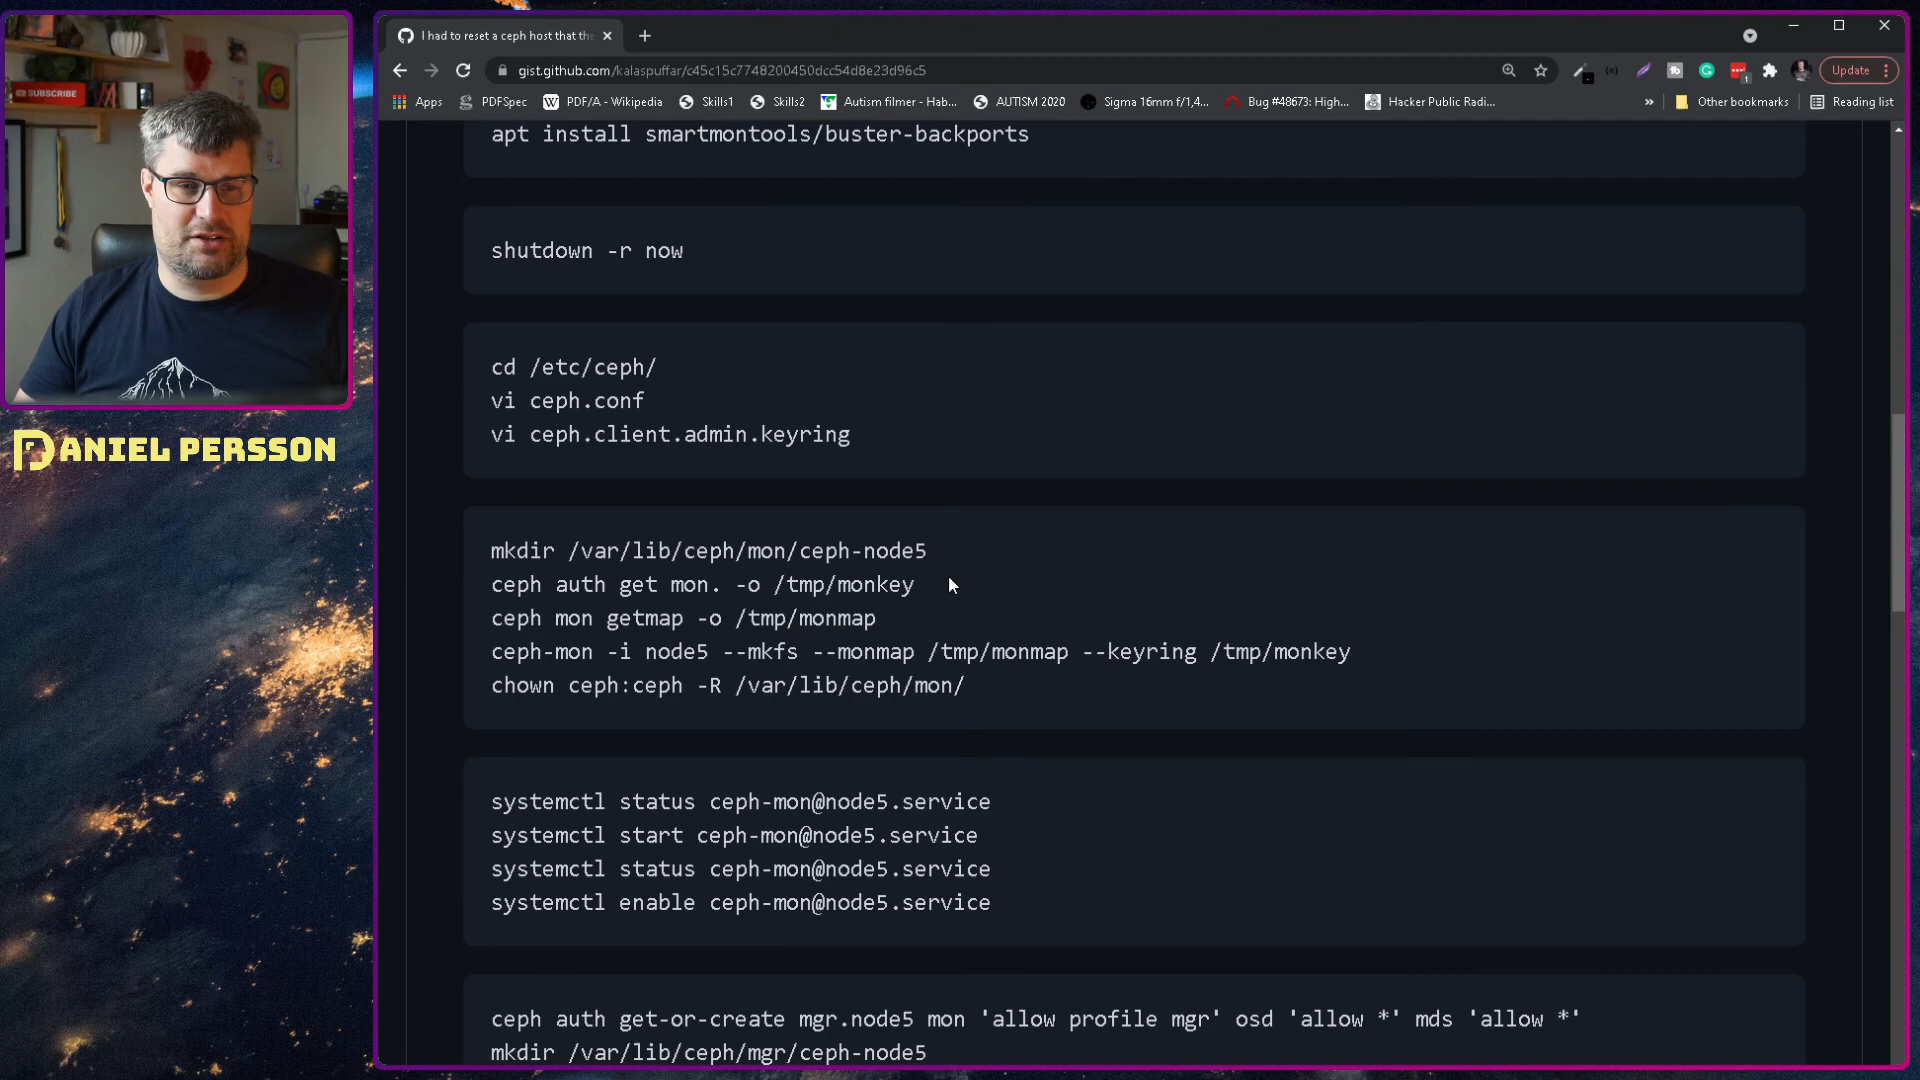 SUBSCRIBE
DANIEL PERSSON
I had to reset a ceph host that the
gist.github.com/kalaspuffar/c45c15c7748200450dcc54d8e23d96c5
Update
Apps
PDFSpec
PDF/A - Wikipedia
Skills1
Skills2
Autism filmer - Hab...
AUTISM 2020
Sigma 16mm f/1,4...
Bug #48673: High...
Hacker Public Radi...
Other bookmarks
Reading list
apt install smartmontools/buster-backports
shutdown -r now
cd /etc/ceph/
vi ceph.conf
vi ceph.client.admin.keyring
mkdir /var/lib/ceph/mon/ceph-node5
ceph auth get mon. -o /tmp/monkey
ceph mon getmap -o /tmp/monmap
ceph-mon -i node5 --mkfs --monmap /tmp/monmap --keyring /tmp/monkey
chown ceph:ceph -R /var/lib/ceph/mon/
systemctl status ceph-mon@node5.service
systemctl start ceph-mon@node5.service
systemctl status ceph-mon@node5.service
systemctl enable ceph-mon@node5.service
ceph auth get-or-create mgr.node5 mon 'allow profile mgr' osd 'allow *' mds 'allow *'
mkdir /var/lib/ceph/mgr/ceph-node5